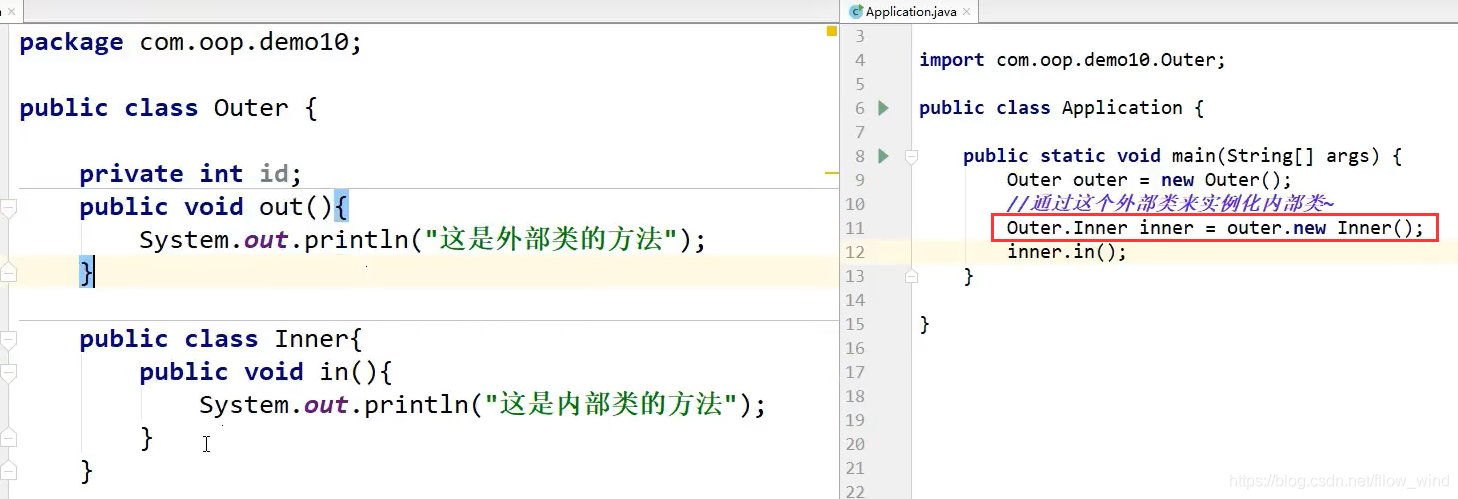 Application.java
package com.oop.demo10;
public class Outer {
private int id;
public void out(){
System.out.println("这是外部类的方法");
}
public class Inner{
public void in(){
System.out.println("这是内部类的方法");
}
}
3
4 import com.oop.demo10.Outer;
5
6 public class Application {
7
8 public static void main(String[] args) {
9 Outer outer = new Outer();
10 //通过这个外部类来实例化内部类~
11 Outer.Inner inner = outer.new Inner();
12 inner.in();
13 }
14
15 }
16
17
18
19
20
21
22
https://blog.csdn.net/fllow_wind